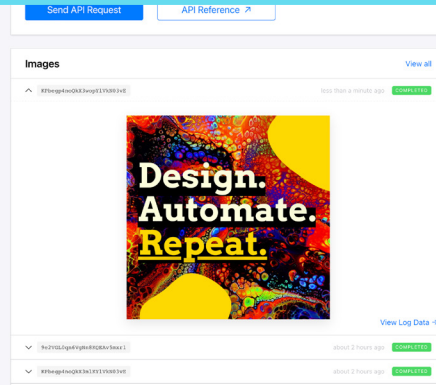 Send API Request
API Reference ↗
Images
View all
less than a minute ago
COMPLETED
Design.
Automate.
Repeat.
View Log Data
about 2 hours ago
COMPLETED
about 2 hours ago
COMPLETED